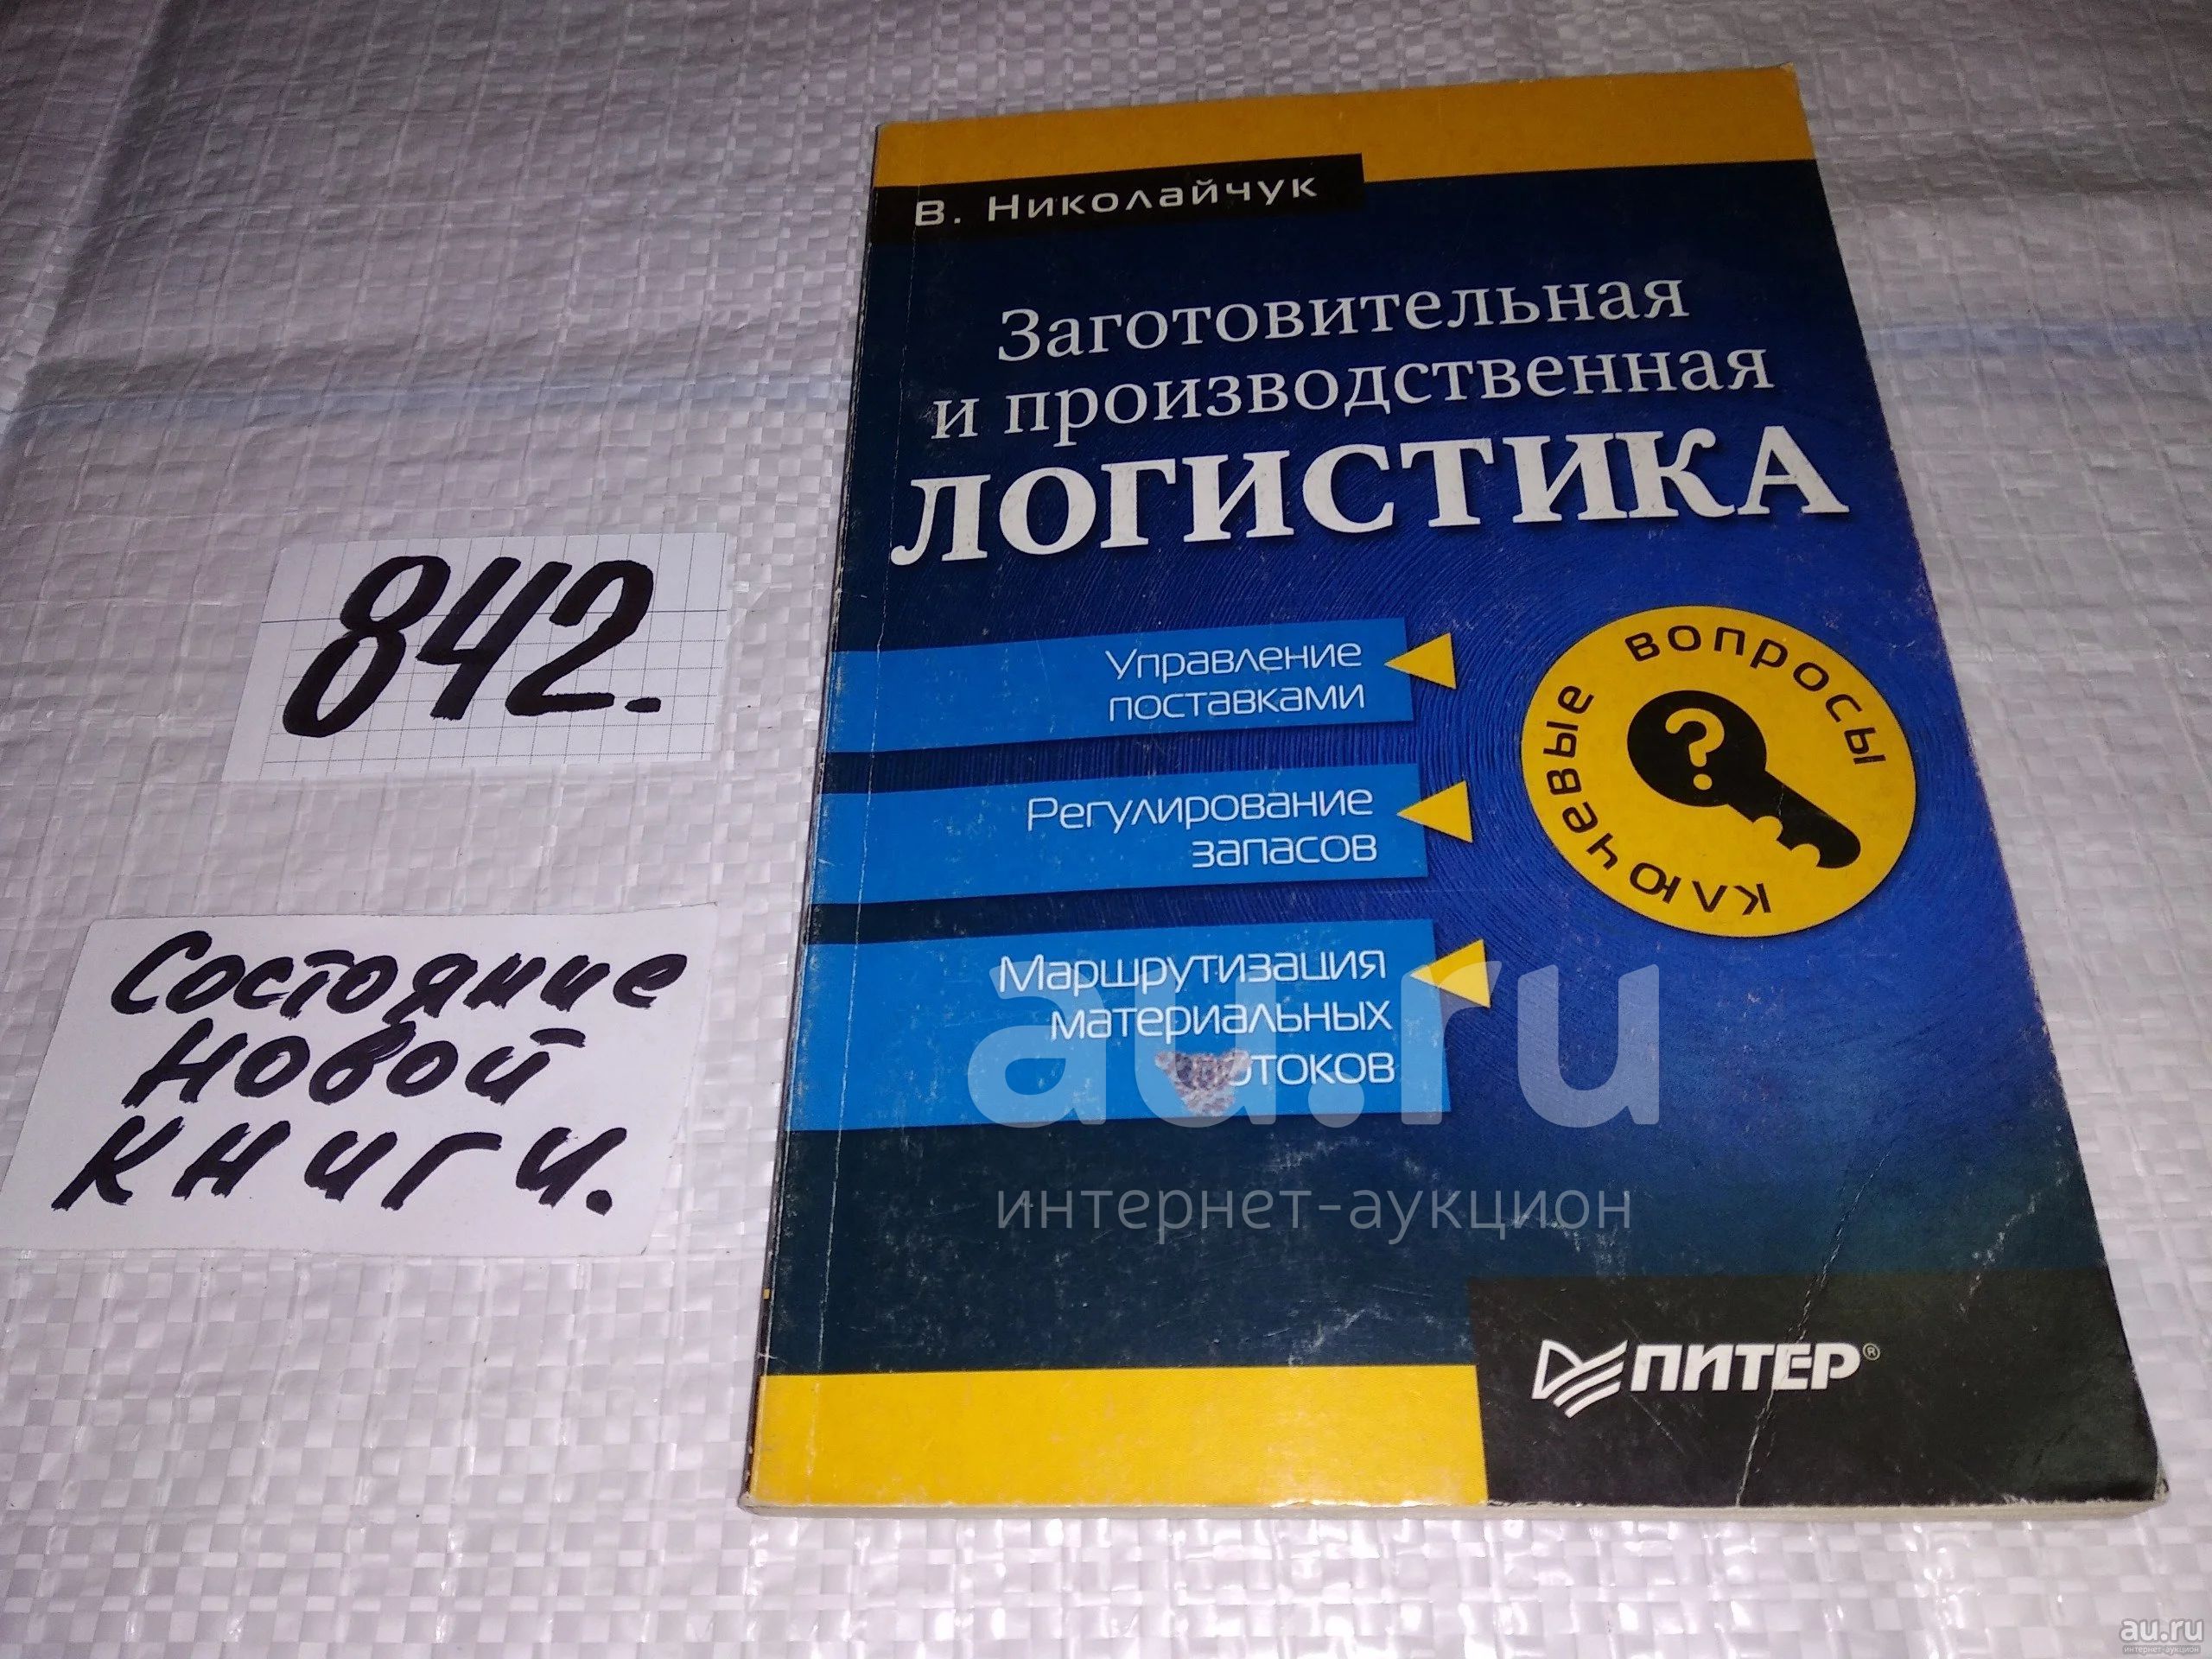 В. Николайчук
Заготовительная
и производственная
ЛОГИСТИКА
842.
Управление
поставками
Ключевые вопросы
?
Регулирование
запасов
Состояние
новой
книги.
Маршрутизация
материальных
отоков
au.ru
интернет-аукцион
ПИТЕР®
au.ru
интернет-аукцион